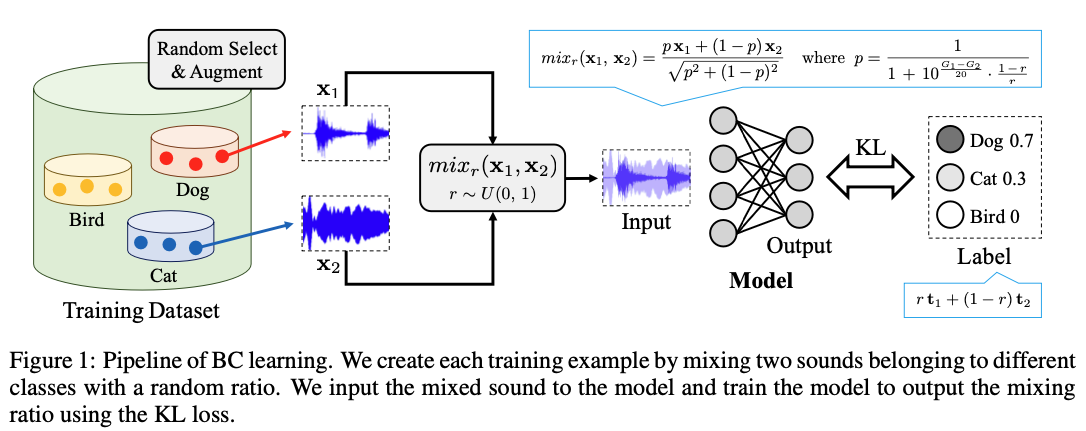 Random Select
& Augment
x₁
Dog
Bird
Cat
x₂
Training Dataset
mixᵣ(x₁, x₂)
r ∼ U(0, 1)
mixᵣ(x₁, x₂) = (p x₁ + (1 − p) x₂) / √(p² + (1 − p)²) where p = 1 / (1 + 10^((G₁−G₂)/20) · (1−r)/r)
Input
Output
Model
KL
Dog 0.7
Cat 0.3
Bird 0
Label
r t₁ + (1 − r) t₂
Figure 1: Pipeline of BC learning. We create each training example by mixing two sounds belonging to different
classes with a random ratio. We input the mixed sound to the model and train the model to output the mixing
ratio using the KL loss.